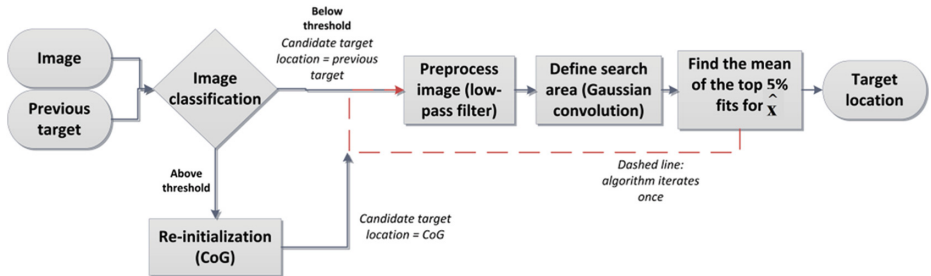 Image
Previous
target
Image
classification
Below
threshold
Candidate target
location = previous
target
Above
threshold
Re-initialization
(CoG)
Candidate target
location = CoG
Preprocess
image (low-
pass filter)
Define search
area (Gaussian
convolution)
Find the mean
of the top 5%
fits for x̂
Target
location
Dashed line:
algorithm iterates
once